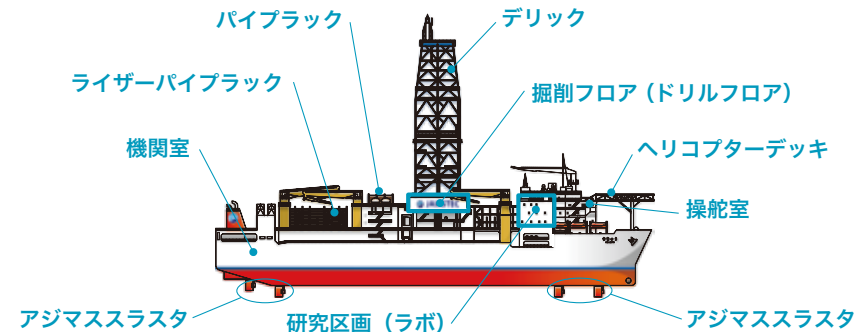 パイプラック
デリック
ライザーパイプラック
掘削フロア（ドリルフロア）
機関室
ヘリコプターデッキ
操舵室
アジマススラスタ
研究区画（ラボ）
アジマススラスタ